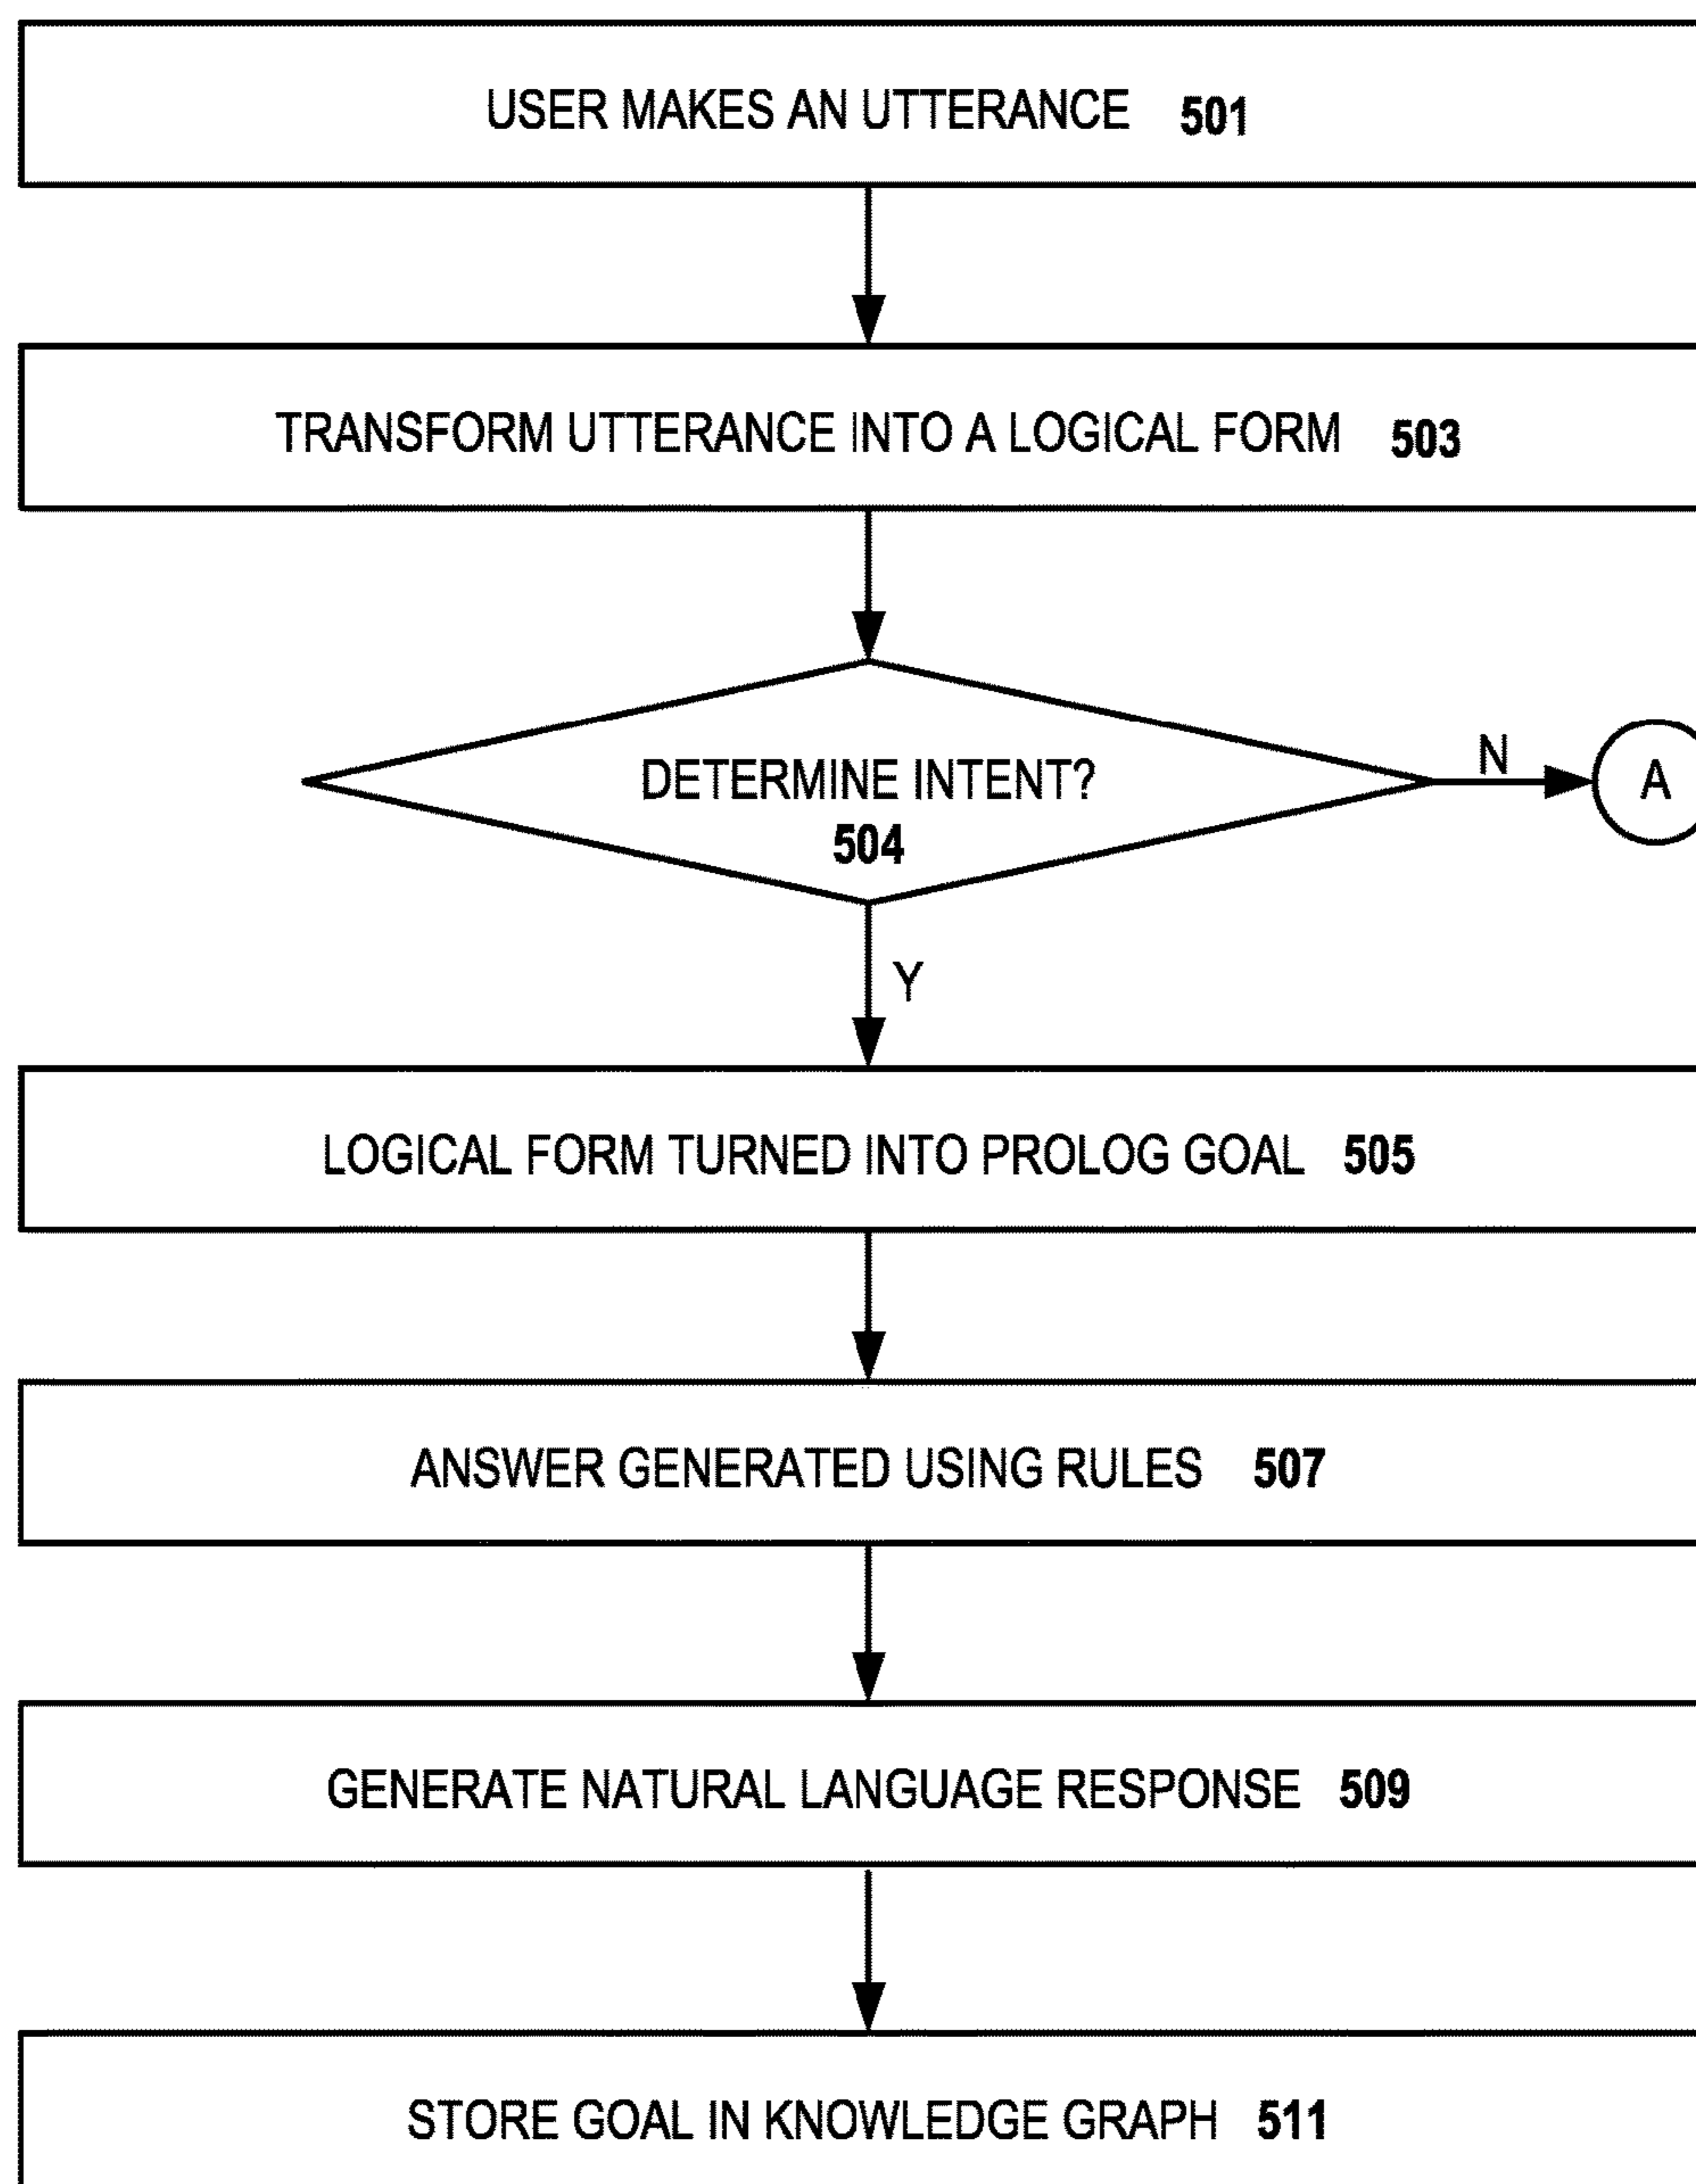 USER MAKES AN UTTERANCE 501
TRANSFORM UTTERANCE INTO A LOGICAL FORM 503
DETERMINE INTENT?
504
N
A
Y
LOGICAL FORM TURNED INTO PROLOG GOAL 505
ANSWER GENERATED USING RULES 507
GENERATE NATURAL LANGUAGE RESPONSE 509
STORE GOAL IN KNOWLEDGE GRAPH 511